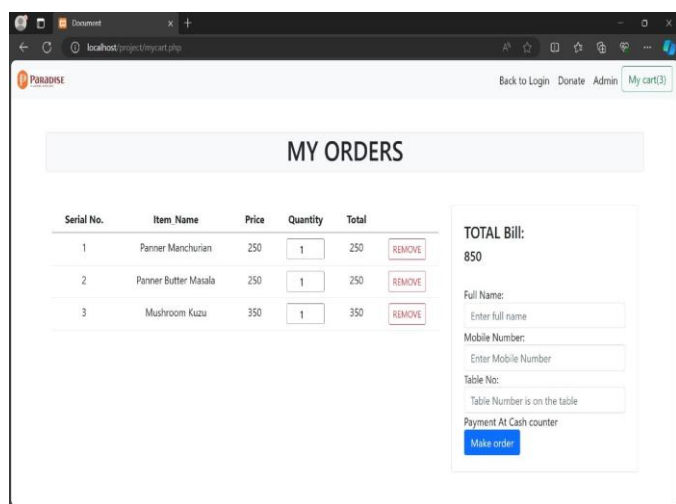 Document
localhost/project/mycart.php
PARADISE
Back to Login Donate Admin My cart(3)
MY ORDERS
Serial No. Item_Name Price Quantity Total
1 Panner Manchurian 250 1 250 REMOVE
2 Panner Butter Masala 250 1 250 REMOVE
3 Mushroom Kuzu 350 1 350 REMOVE
TOTAL Bill:
850
Full Name:
Enter full name
Mobile Number:
Enter Mobile Number
Table No:
Table Number is on the table
Payment At Cash counter
Make order